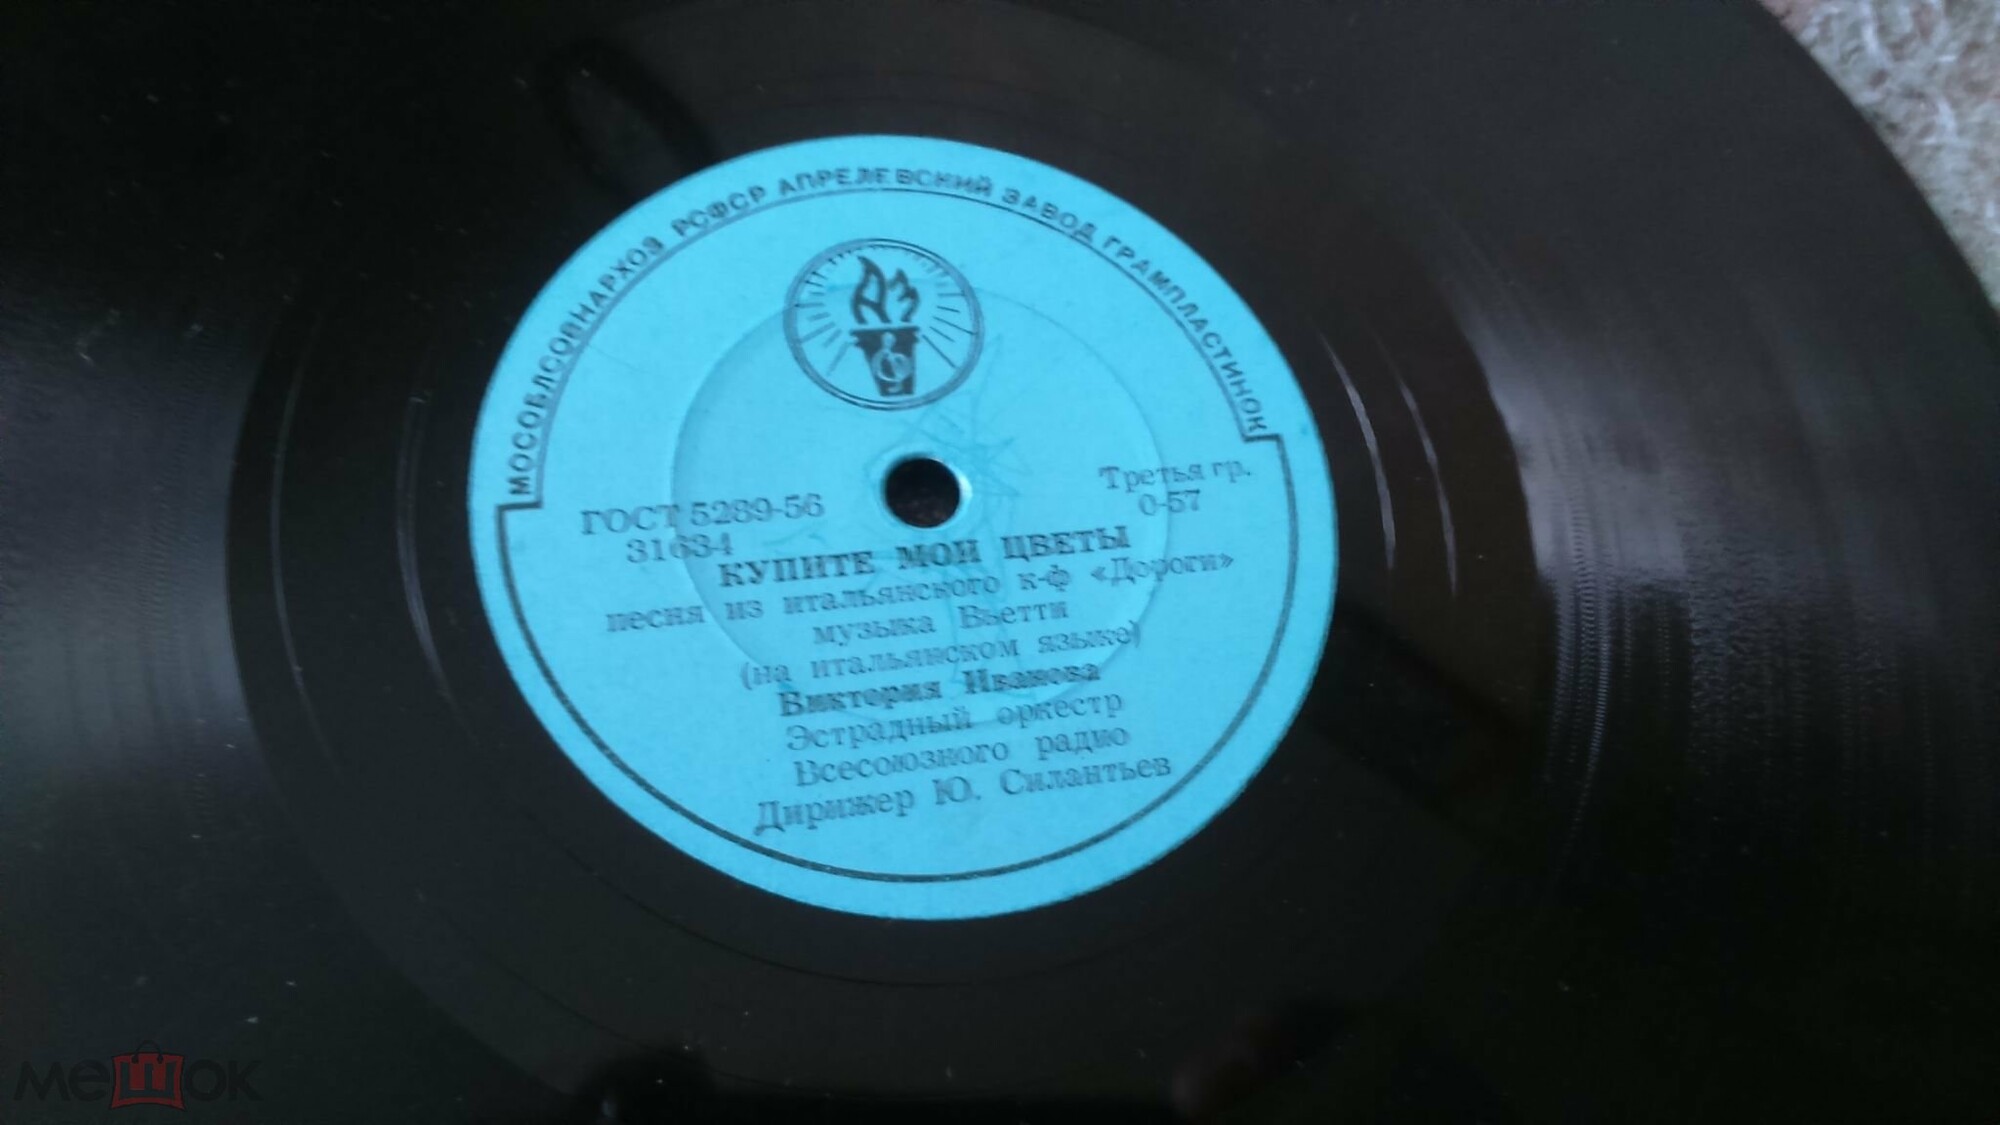 МОСОБЛСОВНАРХОЗ РСФСР АПРЕЛЕВСКИЙ ЗАВОД ГРАМПЛАСТИНОК
АЗ
ГОСТ 5289-56
31634
Третья гр.
0-57
КУПИТЕ МОИ ЦВЕТЫ
песня из итальянского к-ф «Дороги»
музыка Вьетти
(на итальянском языке)
Виктория Иванова
Эстрадный оркестр
Всесоюзного радио
Дирижер Ю. Силантьев
мешок